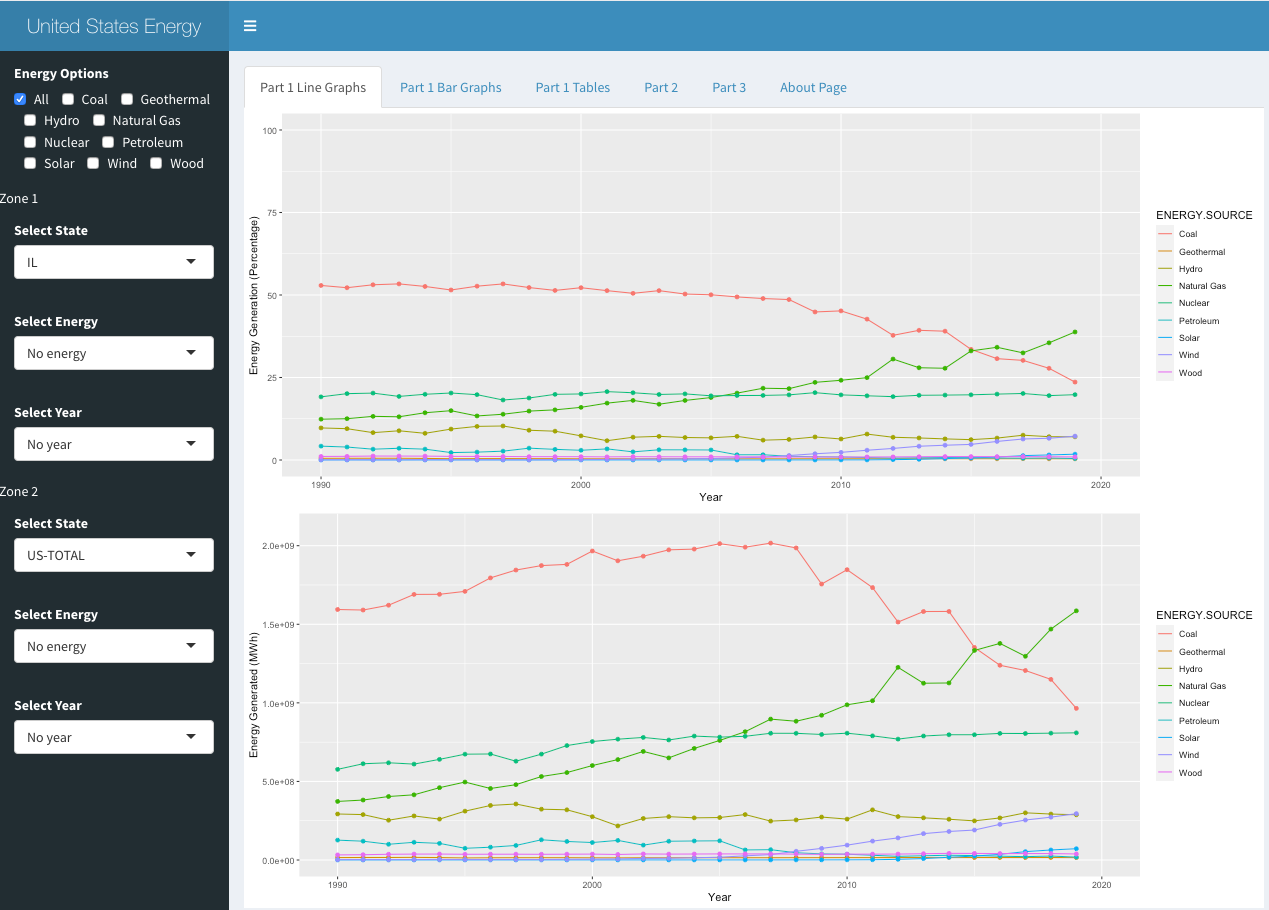 United States Energy
Energy Options
All Coal Geothermal
Hydro Natural Gas
Nuclear Petroleum
Solar Wind Wood
Zone 1
Select State
IL
Select Energy
No energy
Select Year
No year
Zone 2
Select State
US-TOTAL
Select Energy
No energy
Select Year
No year
Part 1 Line Graphs Part 1 Bar Graphs Part 1 Tables Part 2 Part 3 About Page
Energy Generation (Percentage)
100
75
50
25
0
1990 2000 2010 2020
Year
ENERGY.SOURCE
Coal
Geothermal
Hydro
Natural Gas
Nuclear
Petroleum
Solar
Wind
Wood
Energy Generated (MWh)
2.0e+09
1.5e+09
1.0e+09
5.0e+08
0.0e+00
1990 2000 2010 2020
Year
ENERGY.SOURCE
Coal
Geothermal
Hydro
Natural Gas
Nuclear
Petroleum
Solar
Wind
Wood